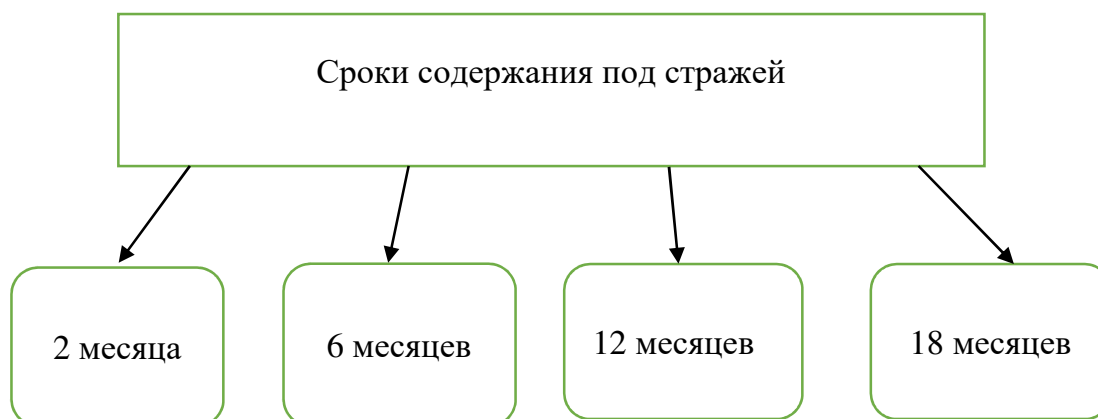 Сроки содержания под стражей
2 месяца
6 месяцев
12 месяцев
18 месяцев